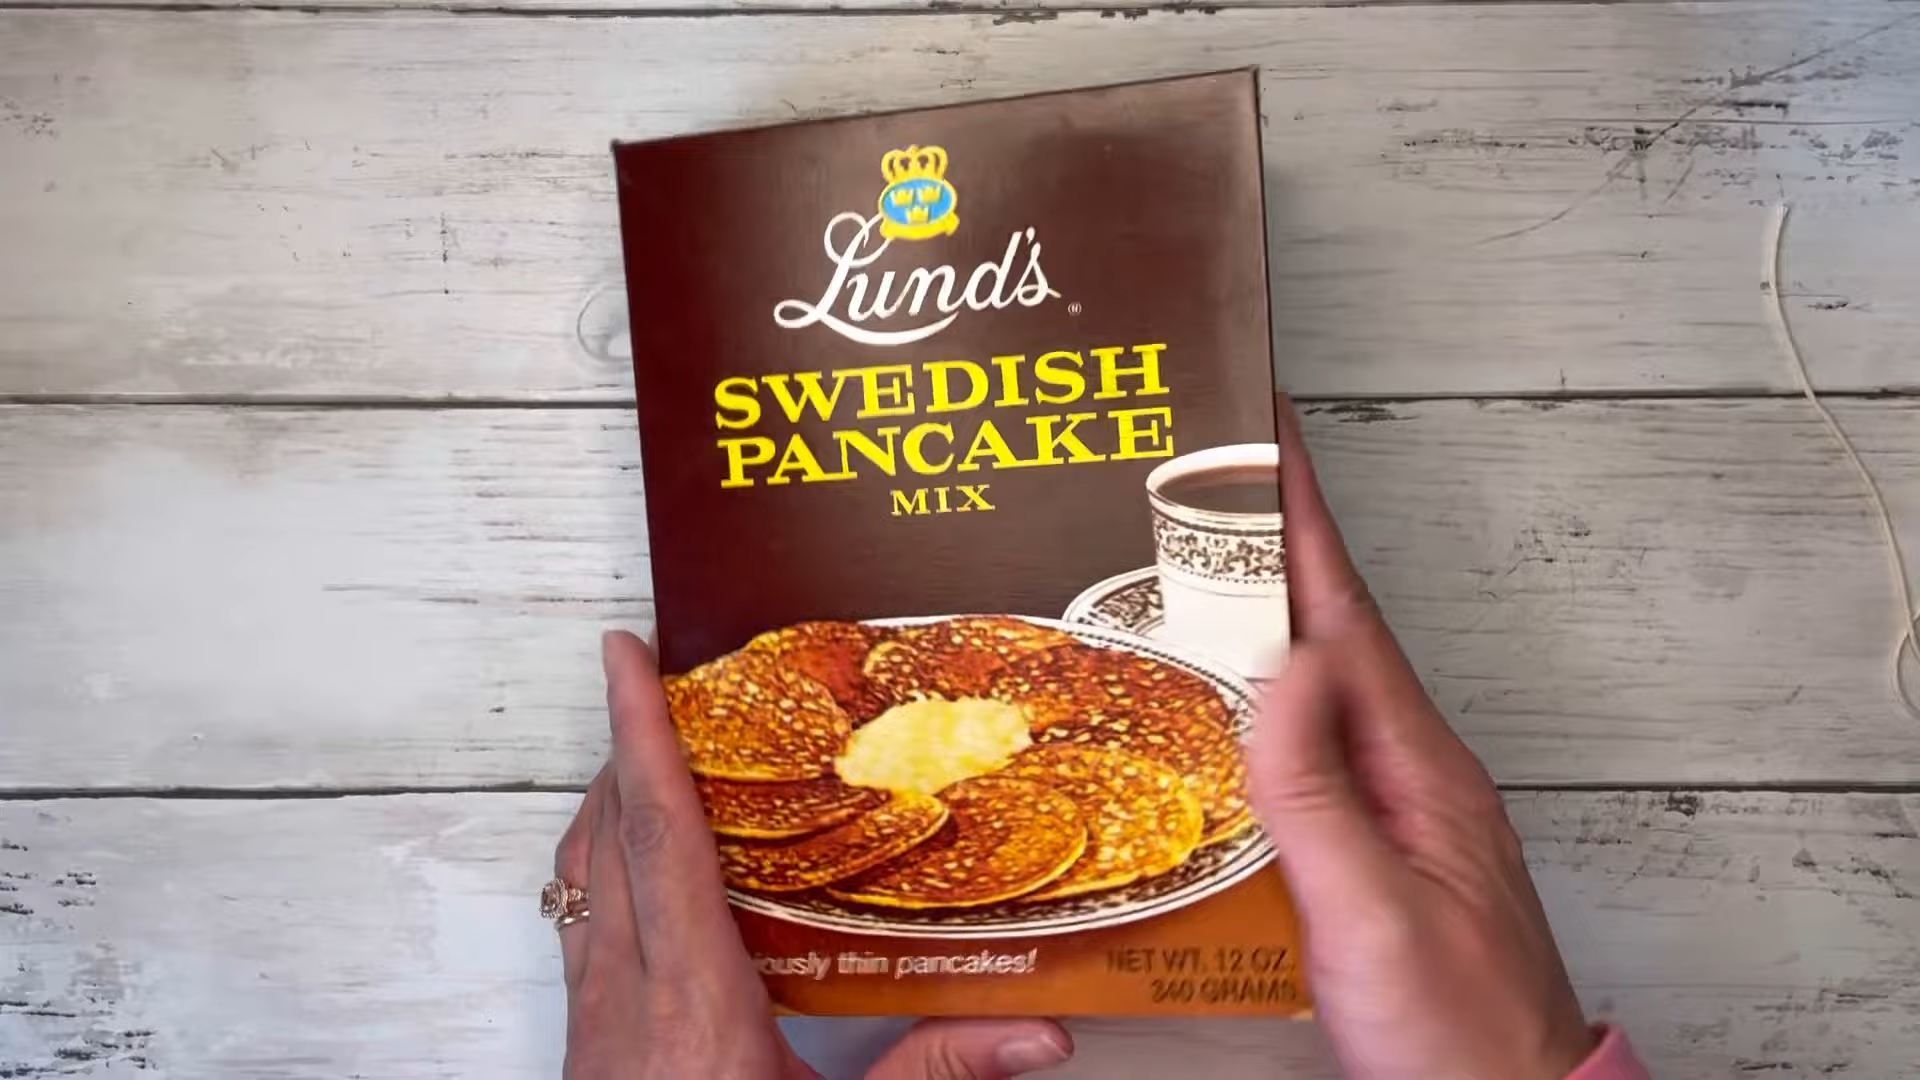 Lund's
SWEDISH
PANCAKE
MIX
thin pancakes!
NET WT. 12 OZ.
340 GRAMS